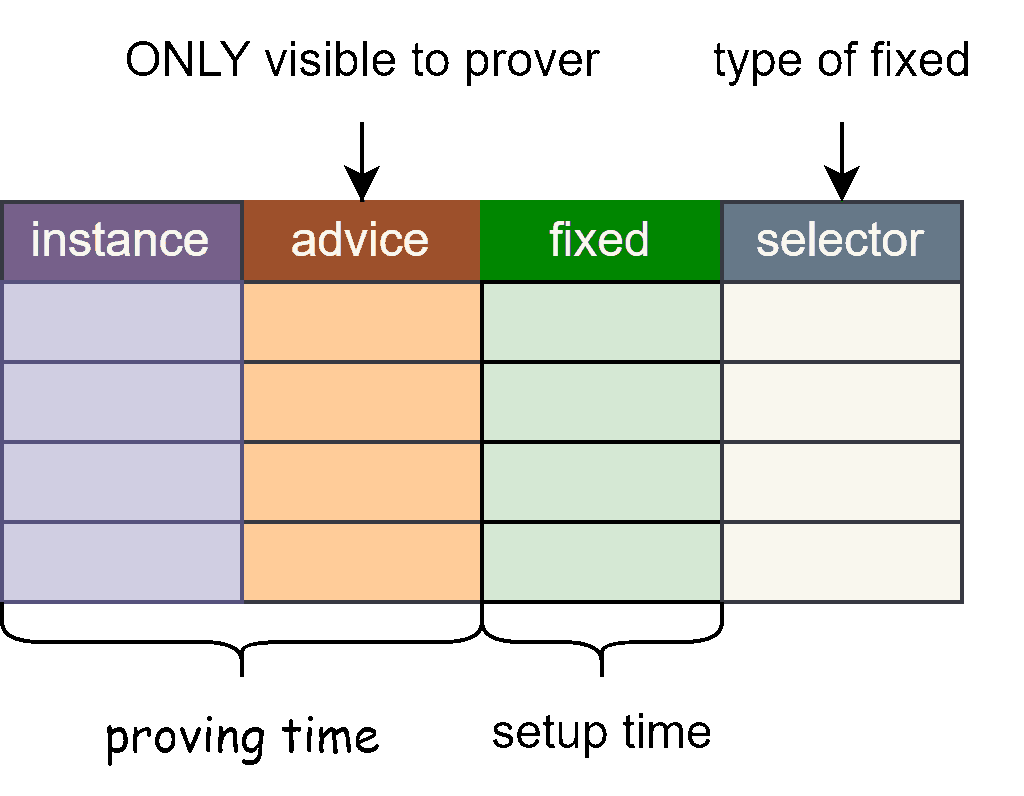 ONLY visible to prover
type of fixed
instance
advice
fixed
selector
proving time
setup time